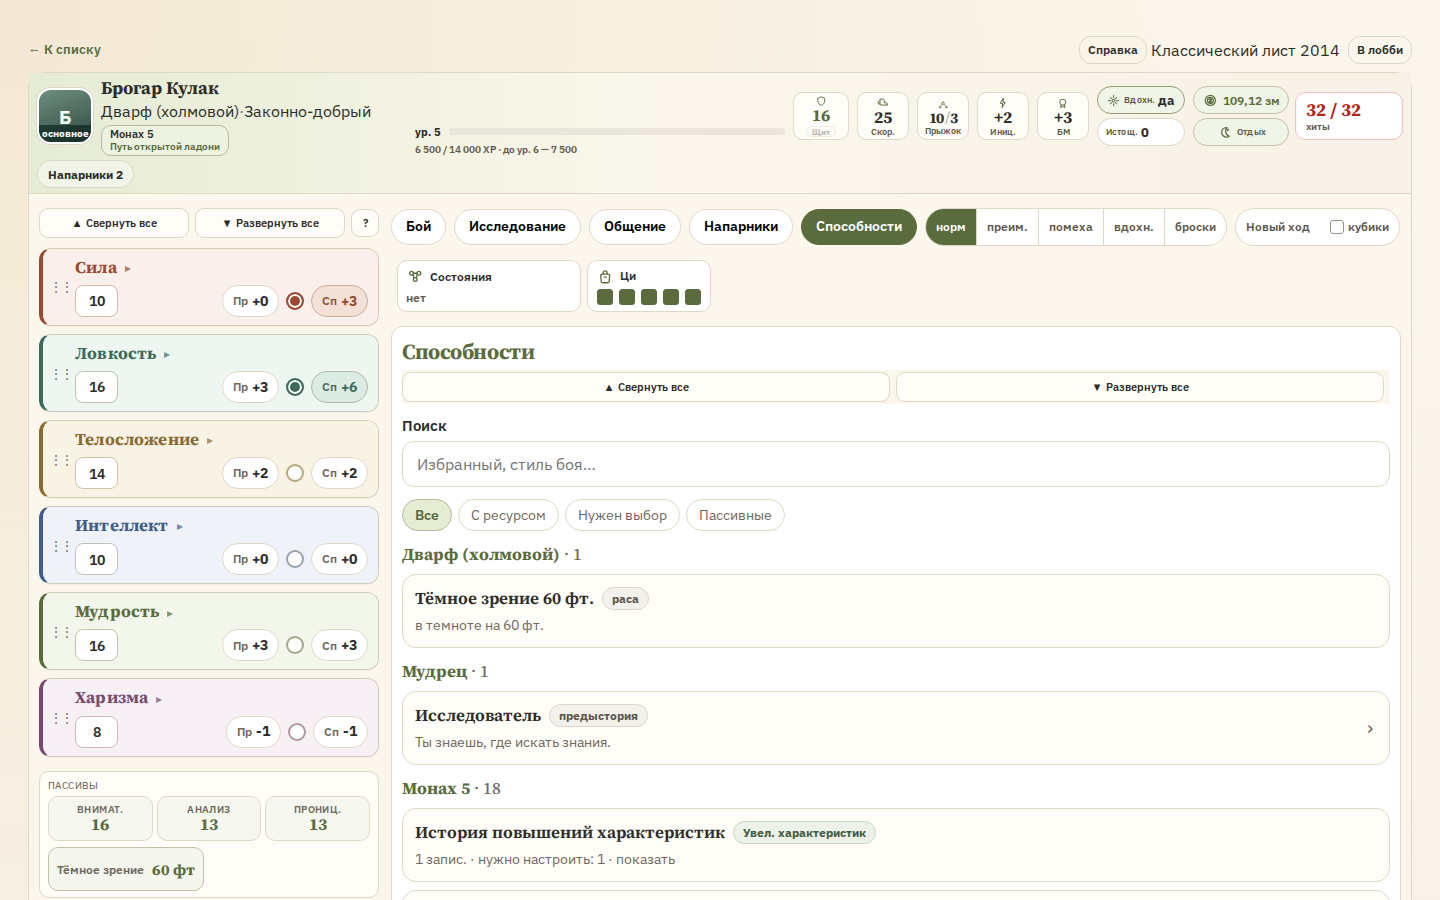 ← К списку
Справка Классический лист 2014 В лобби
Б
основное
Брогар Кулак
Дварф (холмовой)·Законно-добрый
Монах 5
Путь открытой ладони
Напарники 2
ур. 5
6 500 / 14 000 XP · до ур. 6 — 7 500
16
Щит
25
Скор.
10/3
Прыжок
+2
Иниц.
+3
БМ
Вдохн. да
Истощ. 0
109,12 зм
Отдых
32 / 32
хиты
▲ Свернуть все ▼ Развернуть все ?
Бой Исследование Общение Напарники Способности норм преим. помеха вдохн. броски Новый ход кубики
Сила ▸
10 Пр +0 Сп +3
Ловкость ▸
16 Пр +3 Сп +6
Телосложение ▸
14 Пр +2 Сп +2
Интеллект ▸
10 Пр +0 Сп +0
Мудрость ▸
16 Пр +3 Сп +3
Харизма ▸
8 Пр -1 Сп -1
ПАССИВЫ
ВНИМАТ. АНАЛИЗ ПРОНИЦ.
16 13 13
Тёмное зрение 60 фт
Состояния
нет
Ци
Способности
▲ Свернуть все ▼ Развернуть все
Поиск
Избранный, стиль боя…
Все С ресурсом Нужен выбор Пассивные
Дварф (холмовой) · 1
Тёмное зрение 60 фт. раса
в темноте на 60 фт.
Мудрец · 1
Исследователь предыстория
Ты знаешь, где искать знания. ›
Монах 5 · 18
История повышений характеристик Увел. характеристик
1 запис. · нужно настроить: 1 · показать